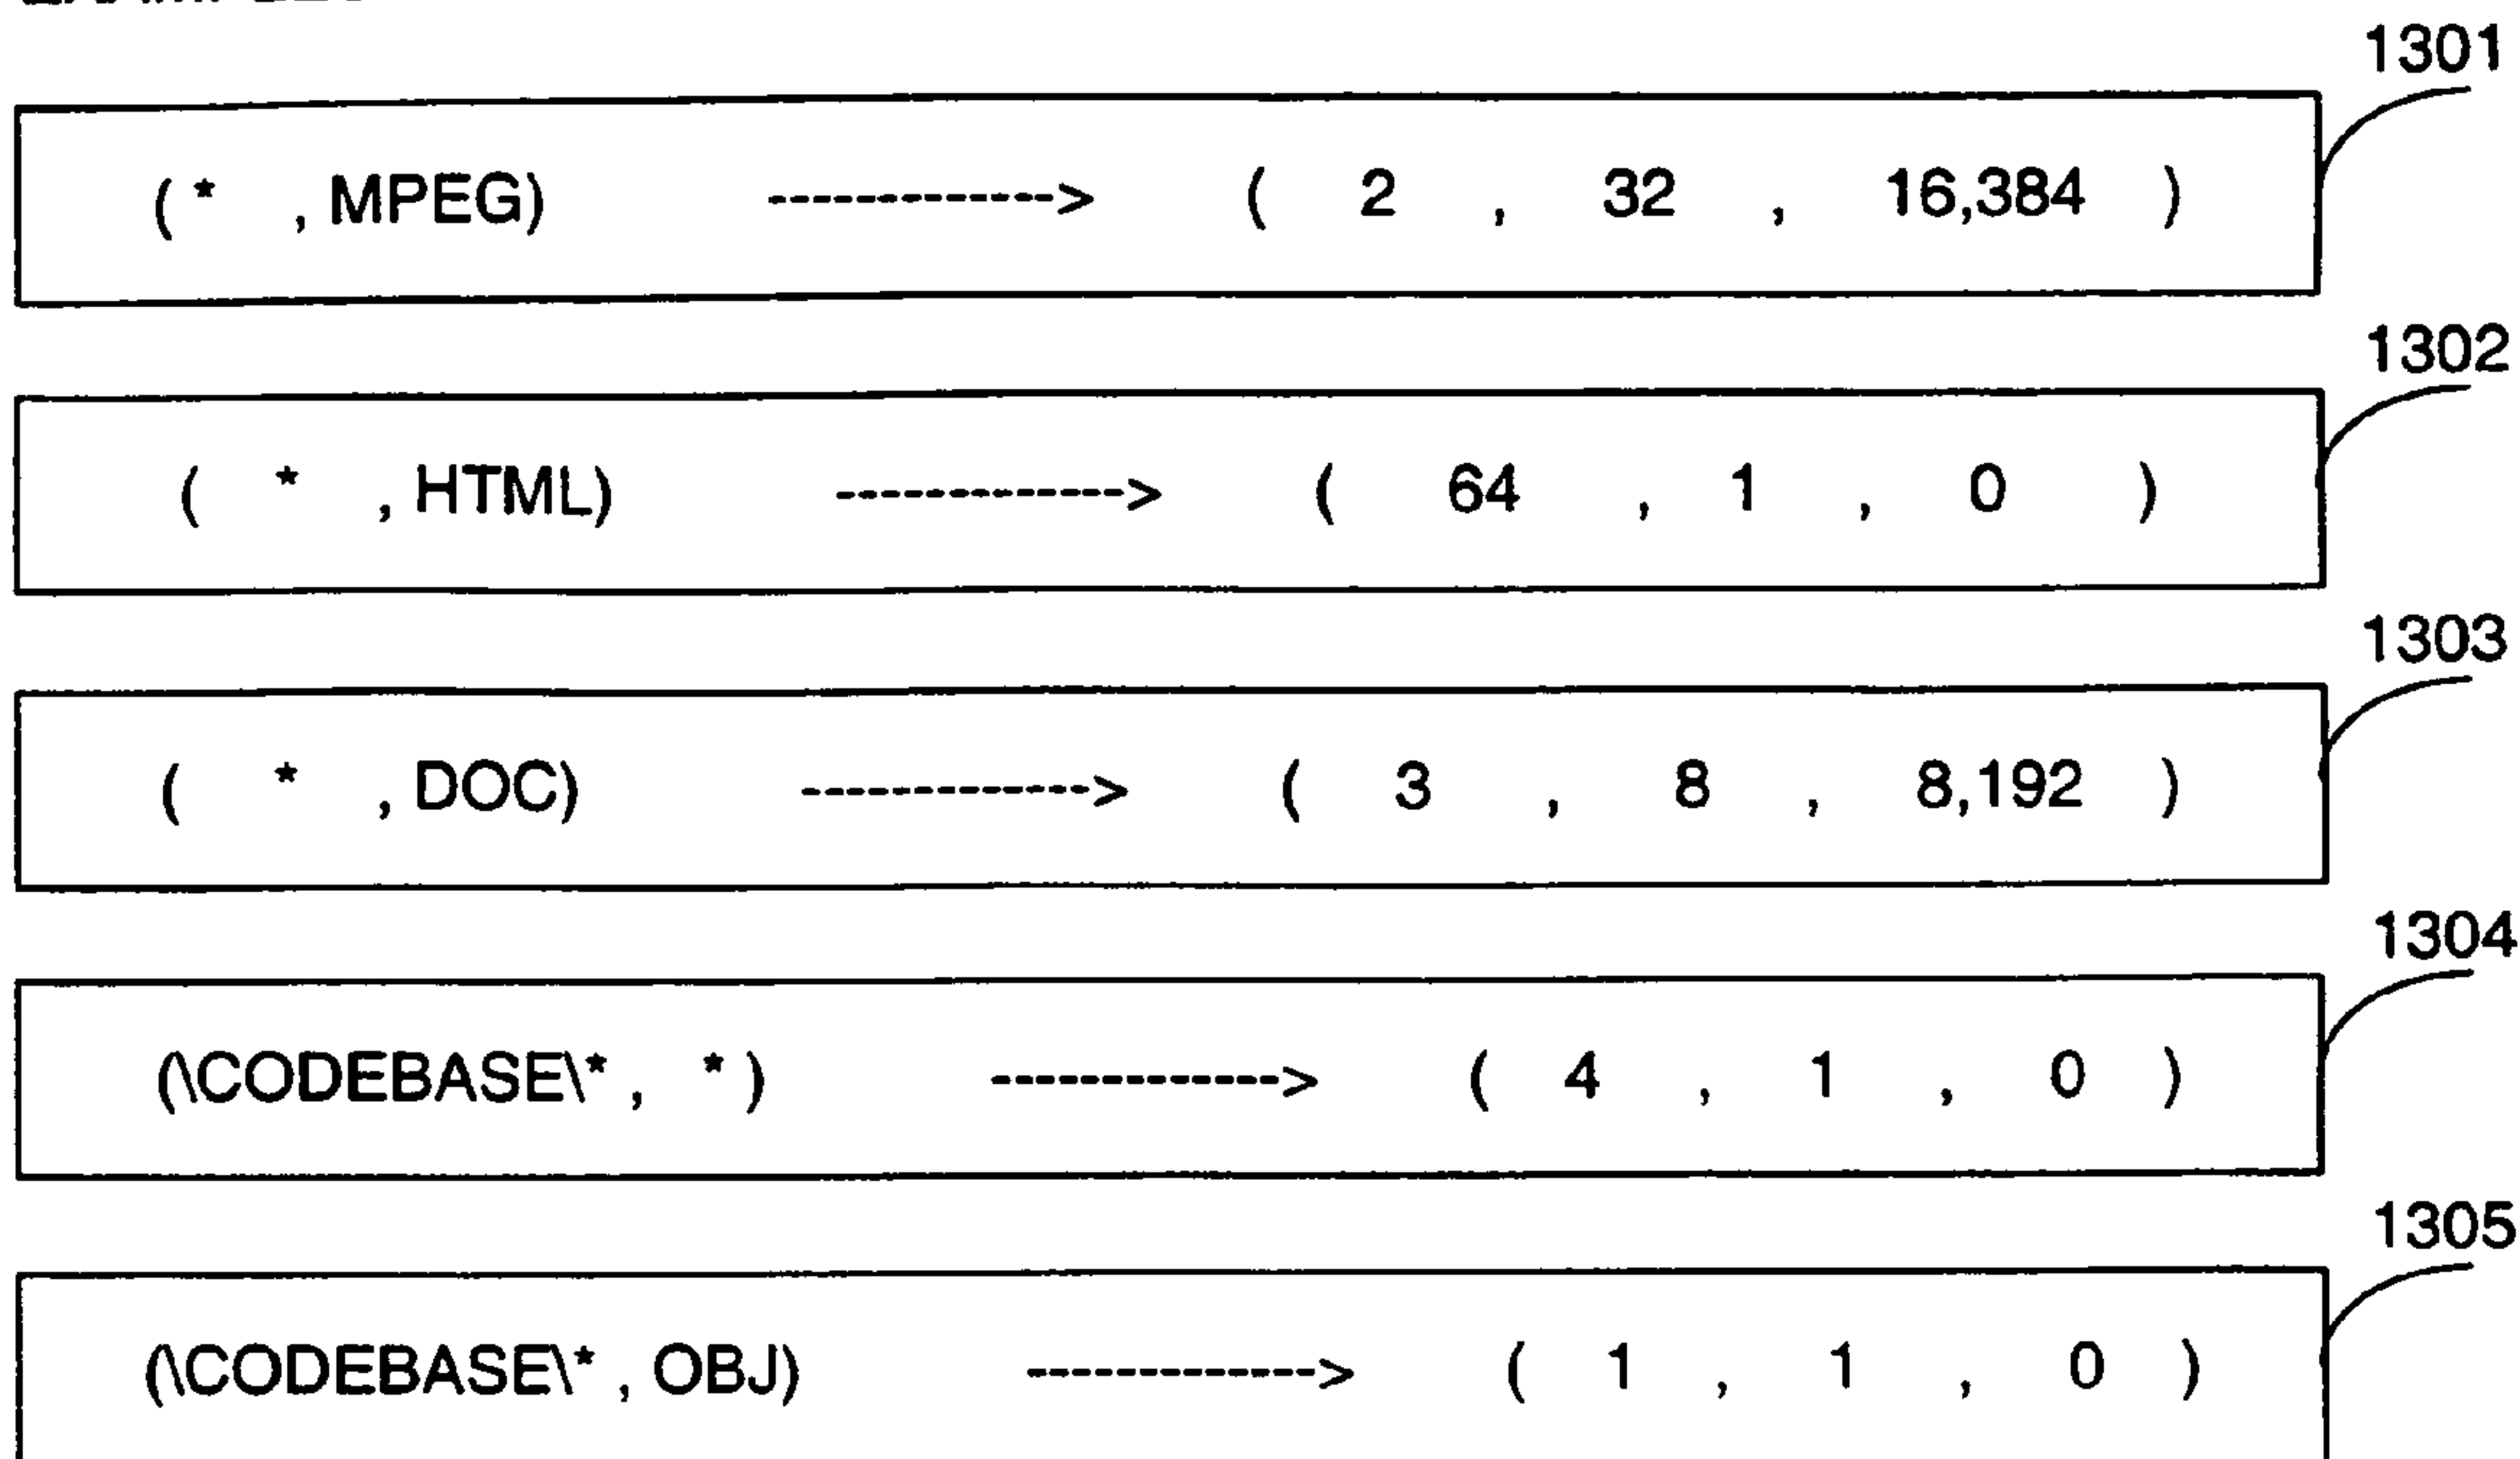 1301
( * , MPEG) ------------> ( 2 , 32 , 16,384 )
1302
( * , HTML) ------------> ( 64 , 1 , 0 )
1303
( * , DOC) ------------> ( 3 , 8 , 8,192 )
1304
(\CODEBASE\* , * ) ------------> ( 4 , 1 , 0 )
1305
(\CODEBASE\* , OBJ) ------------> ( 1 , 1 , 0 )